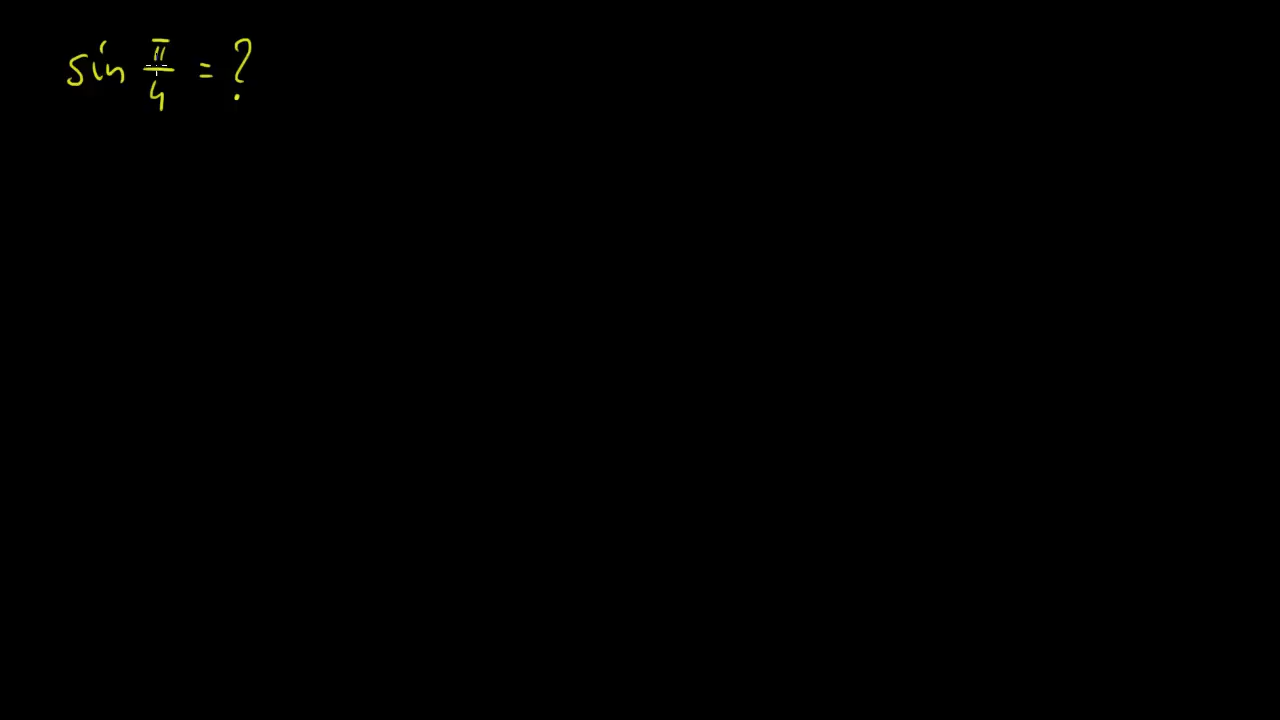 sin π/4 = ?